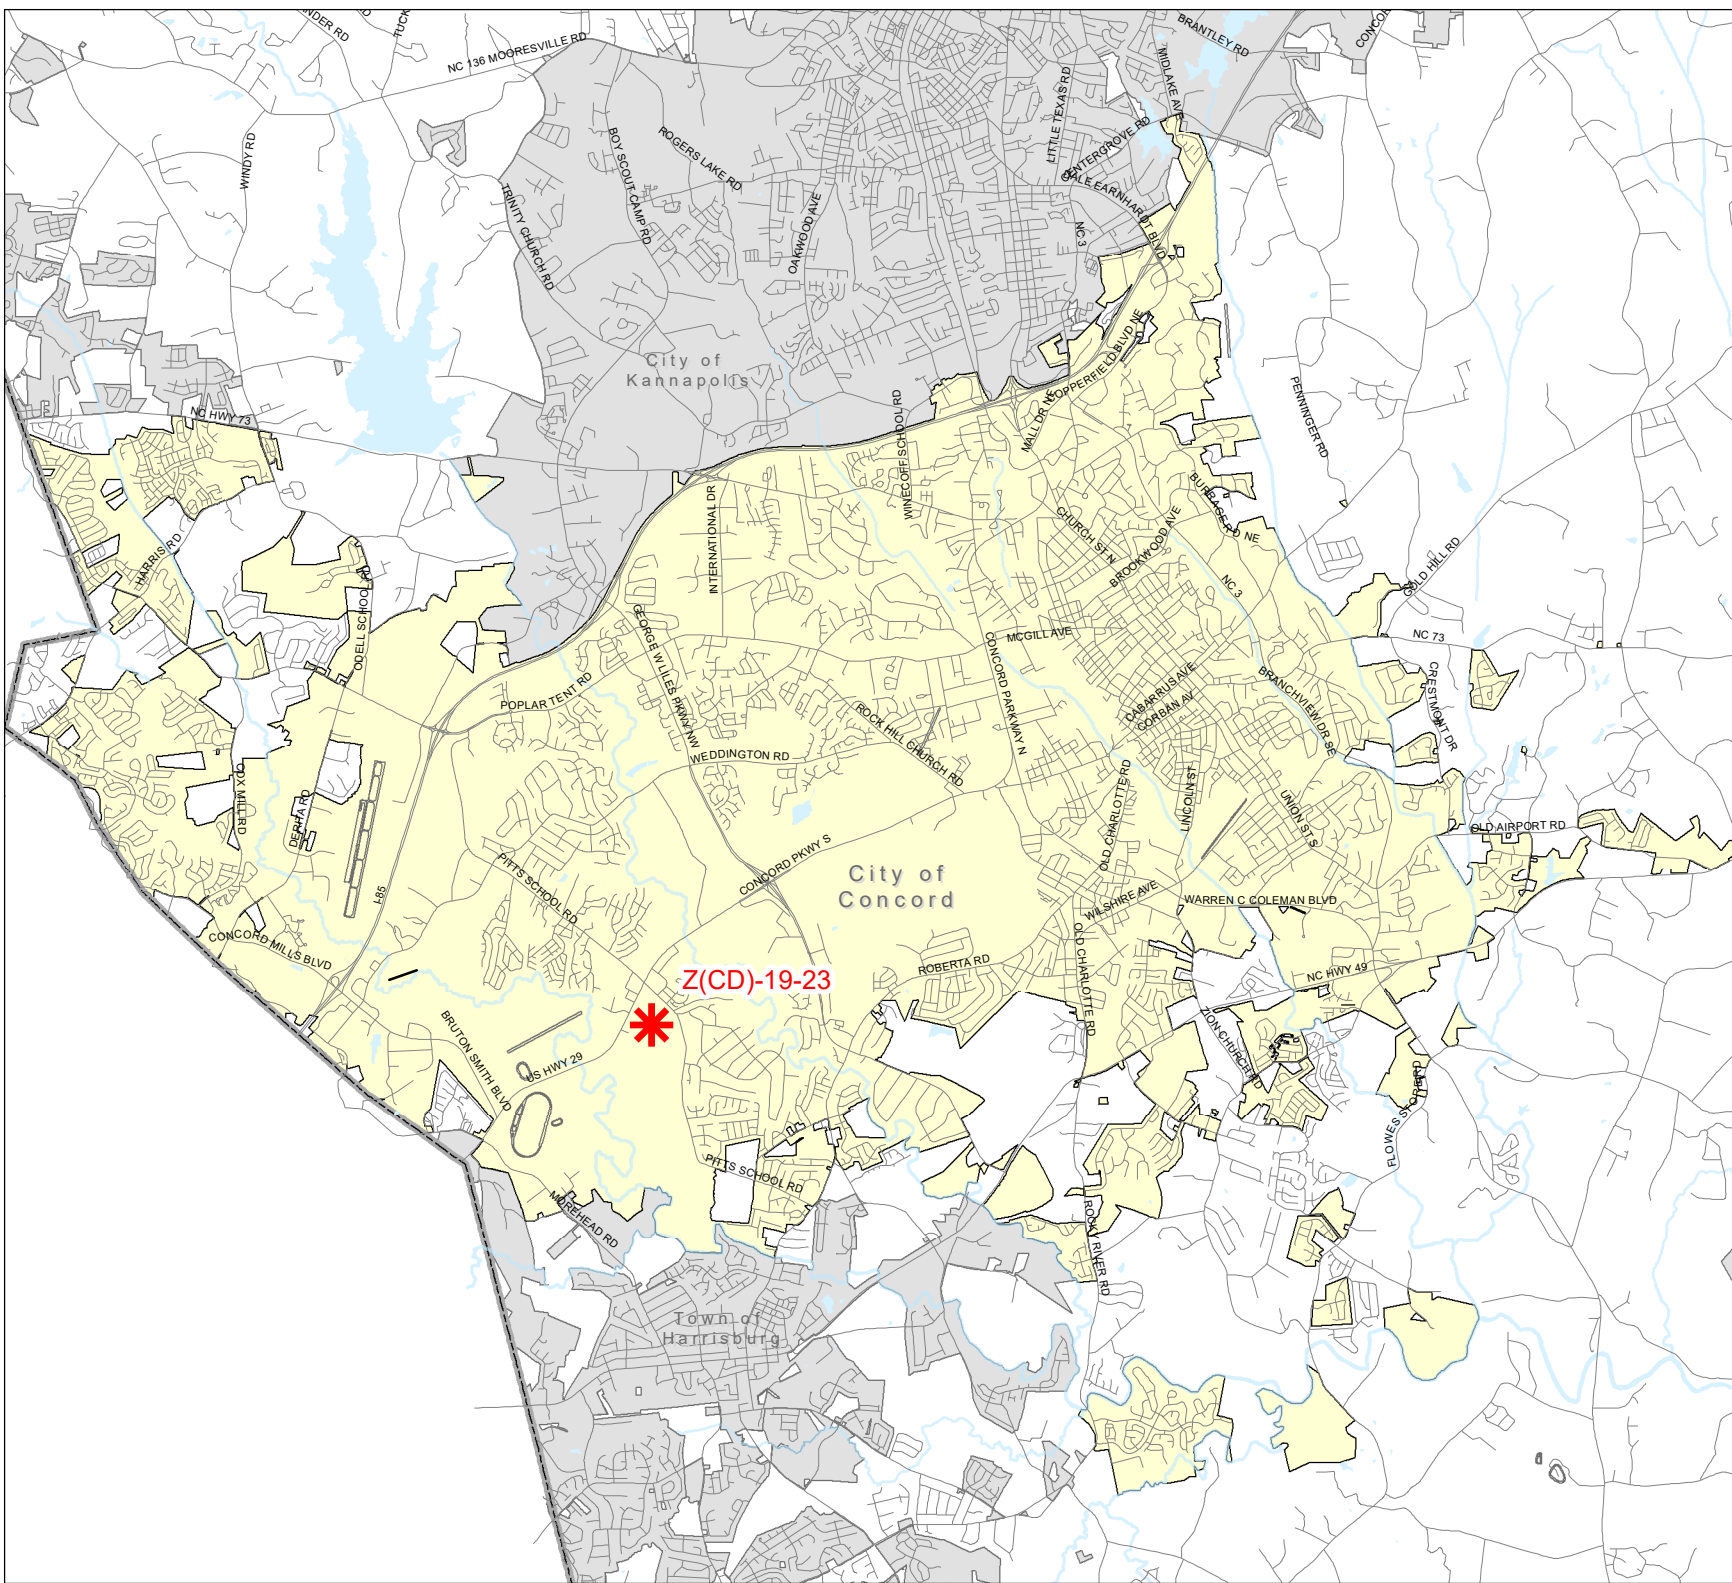 NC 136 MOORESVILLE RD
BRANTLEY RD
MIDLAKE AVE
LITTLE TEXAS RD
WINDY RD
BOY SCOUT CAMP RD
ROGERS LAKE RD
TRINITY CHURCH RD
OAKWOOD AVE
DALE EARNHARDT BLVD
NC 3
City of
Kannapolis
NC HWY 73
WINECOFF SCHOOL RD
MALL DR NE
COPPERFIELD BLVD NE
PENNINGER RD
INTERNATIONAL DR
CHURCH ST N
BROOKWOOD AVE
BURRAGE RD NE
HARRIS RD
NC 3
GOLD HILL RD
GEORGE W LILES PKWY NW
MCGILL AVE
NC 73
CONCORD PARKWAY N
CABARRUS AVE
CORBAN AV
BRANCHVIEW DR SE
CRESTMONT DR
POPLAR TENT RD
ROCK HILL CHURCH RD
WEDDINGTON RD
COX MILL RD
DERITA RD
I-85
PITTS SCHOOL RD
CONCORD PKWY S
OLD CHARLOTTE RD
LINCOLN ST
UNION ST S
OLD AIRPORT RD
City of
Concord
WILSHIRE AVE
WARREN C COLEMAN BLVD
CONCORD MILLS BLVD
ROBERTA RD
OLD CHARLOTTE RD
NC HWY 49
Z(CD)-19-23
ZION CHURCH RD
BRUTON SMITH BLVD
US HWY 29
PITTS SCHOOL RD
MOREHEAD RD
ROCKY RIVER RD
Town of
Harrisburg